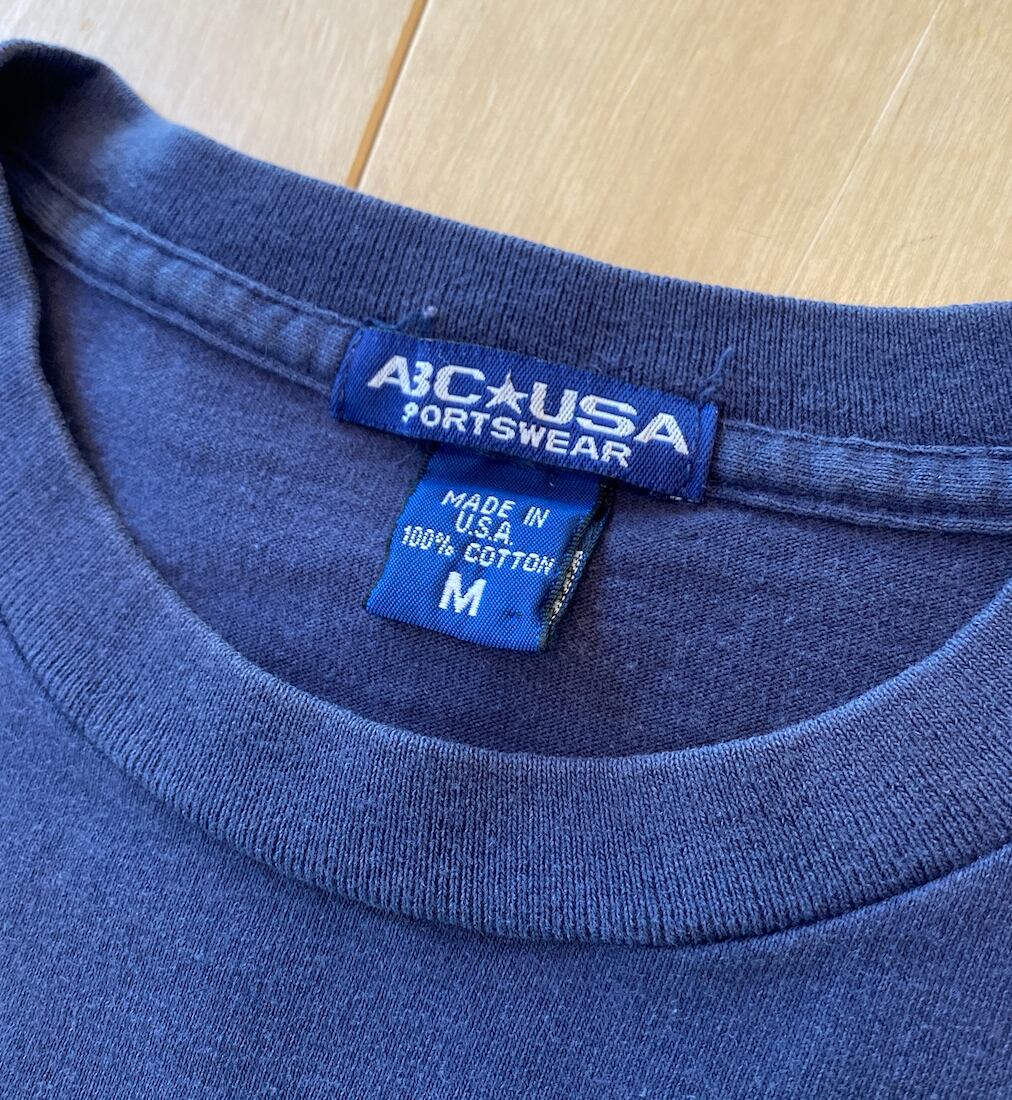 ABC★USA
SPORTSWEAR
MADE IN
U.S.A.
100% COTTON
M